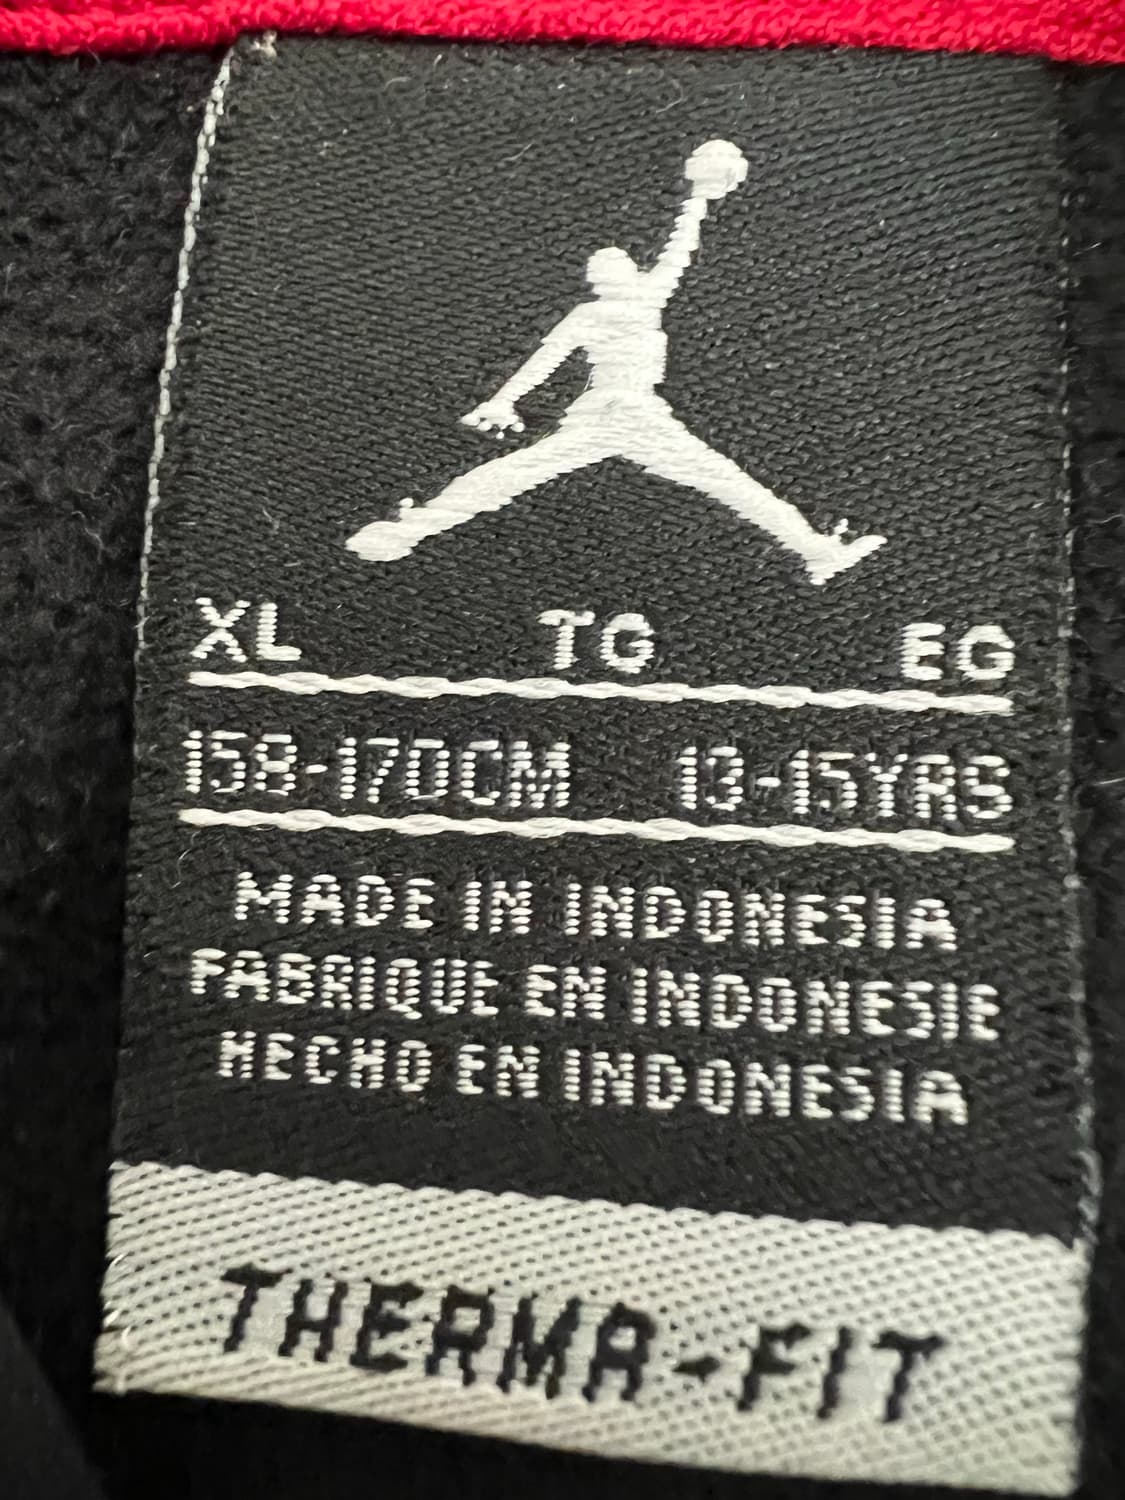 XL TG EG
158-170CM 13-15YRS
MADE IN INDONESIA
FABRIQUE EN INDONESIE
HECHO EN INDONESIA
THERMA-FIT